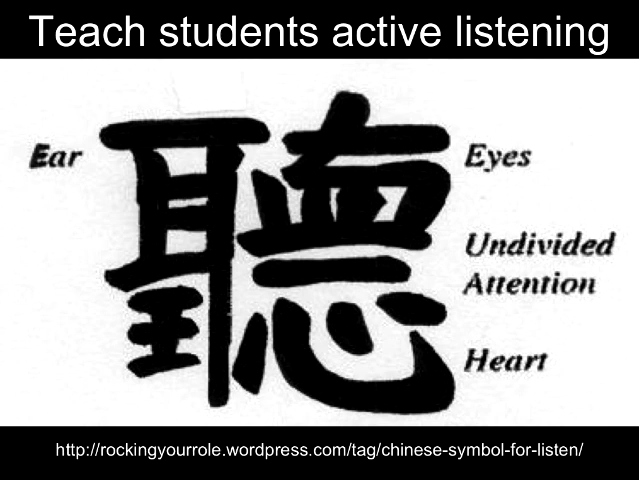 Teach students active listening
Ear
聽
Eyes
Undivided
Attention
Heart
http://rockingyourrole.wordpress.com/tag/chinese-symbol-for-listen/